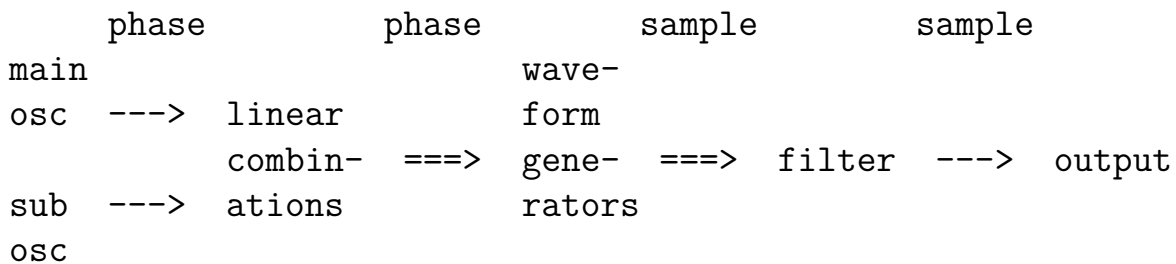 phase phase sample sample
main wave-
osc ---> linear form
combin- ===> gene- ===> filter ---> output
sub ---> ations rators
osc